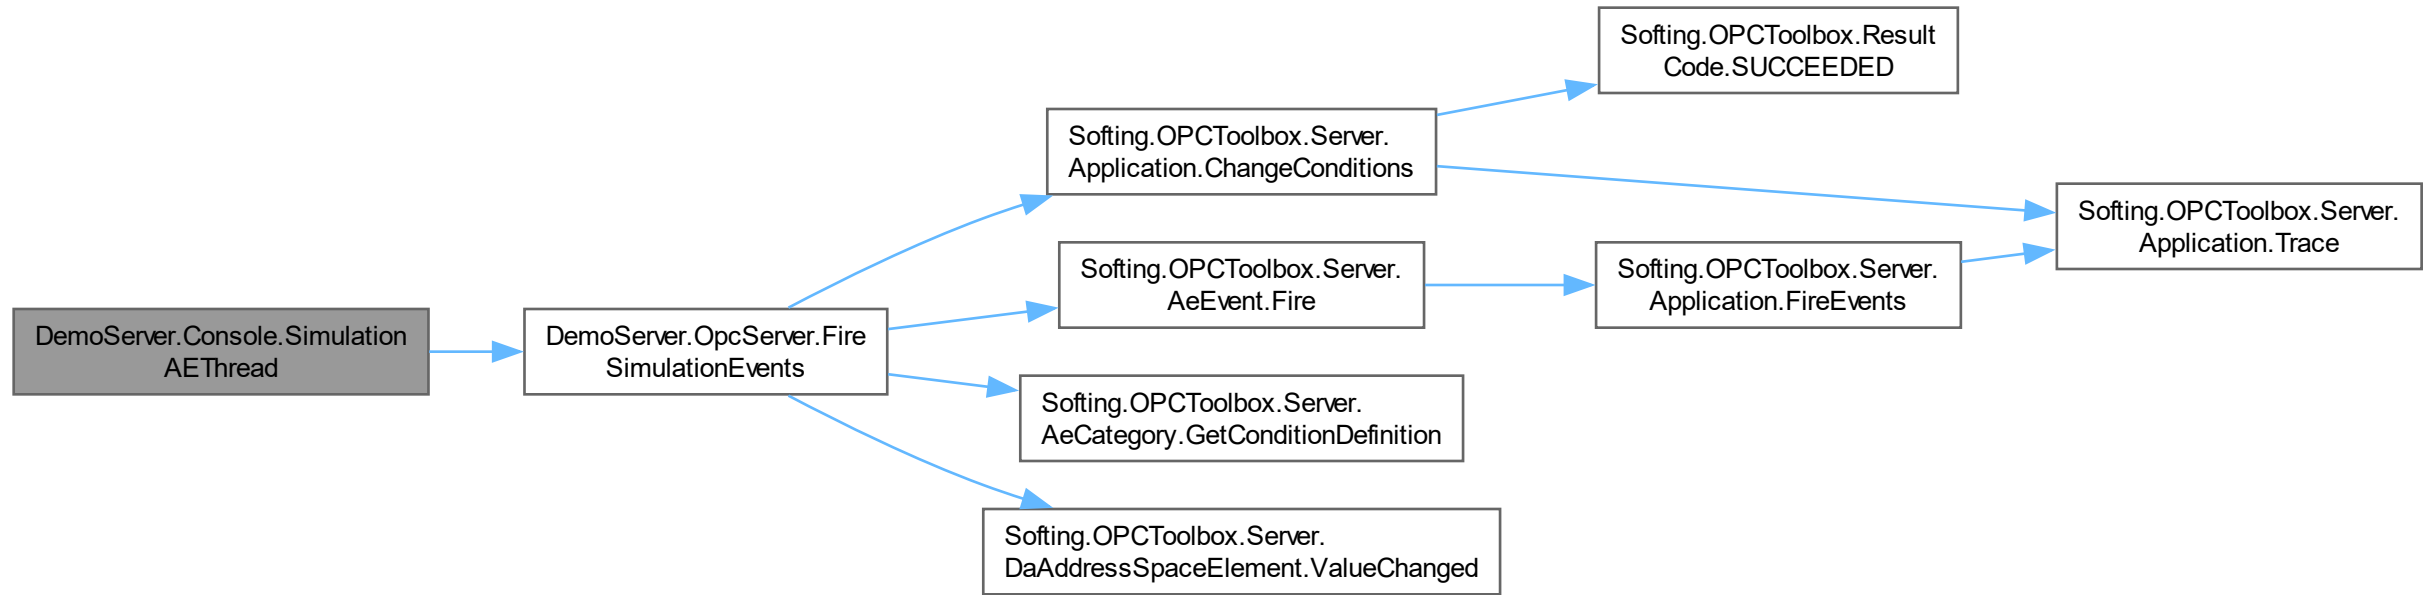 DemoServer.Console.Simulation
AEThread
DemoServer.OpcServer.Fire
SimulationEvents
Softing.OPCToolbox.Server.
Application.ChangeConditions
Softing.OPCToolbox.Result
Code.SUCCEEDED
Softing.OPCToolbox.Server.
Application.Trace
Softing.OPCToolbox.Server.
AeEvent.Fire
Softing.OPCToolbox.Server.
Application.FireEvents
Softing.OPCToolbox.Server.
AeCategory.GetConditionDefinition
Softing.OPCToolbox.Server.
DaAddressSpaceElement.ValueChanged